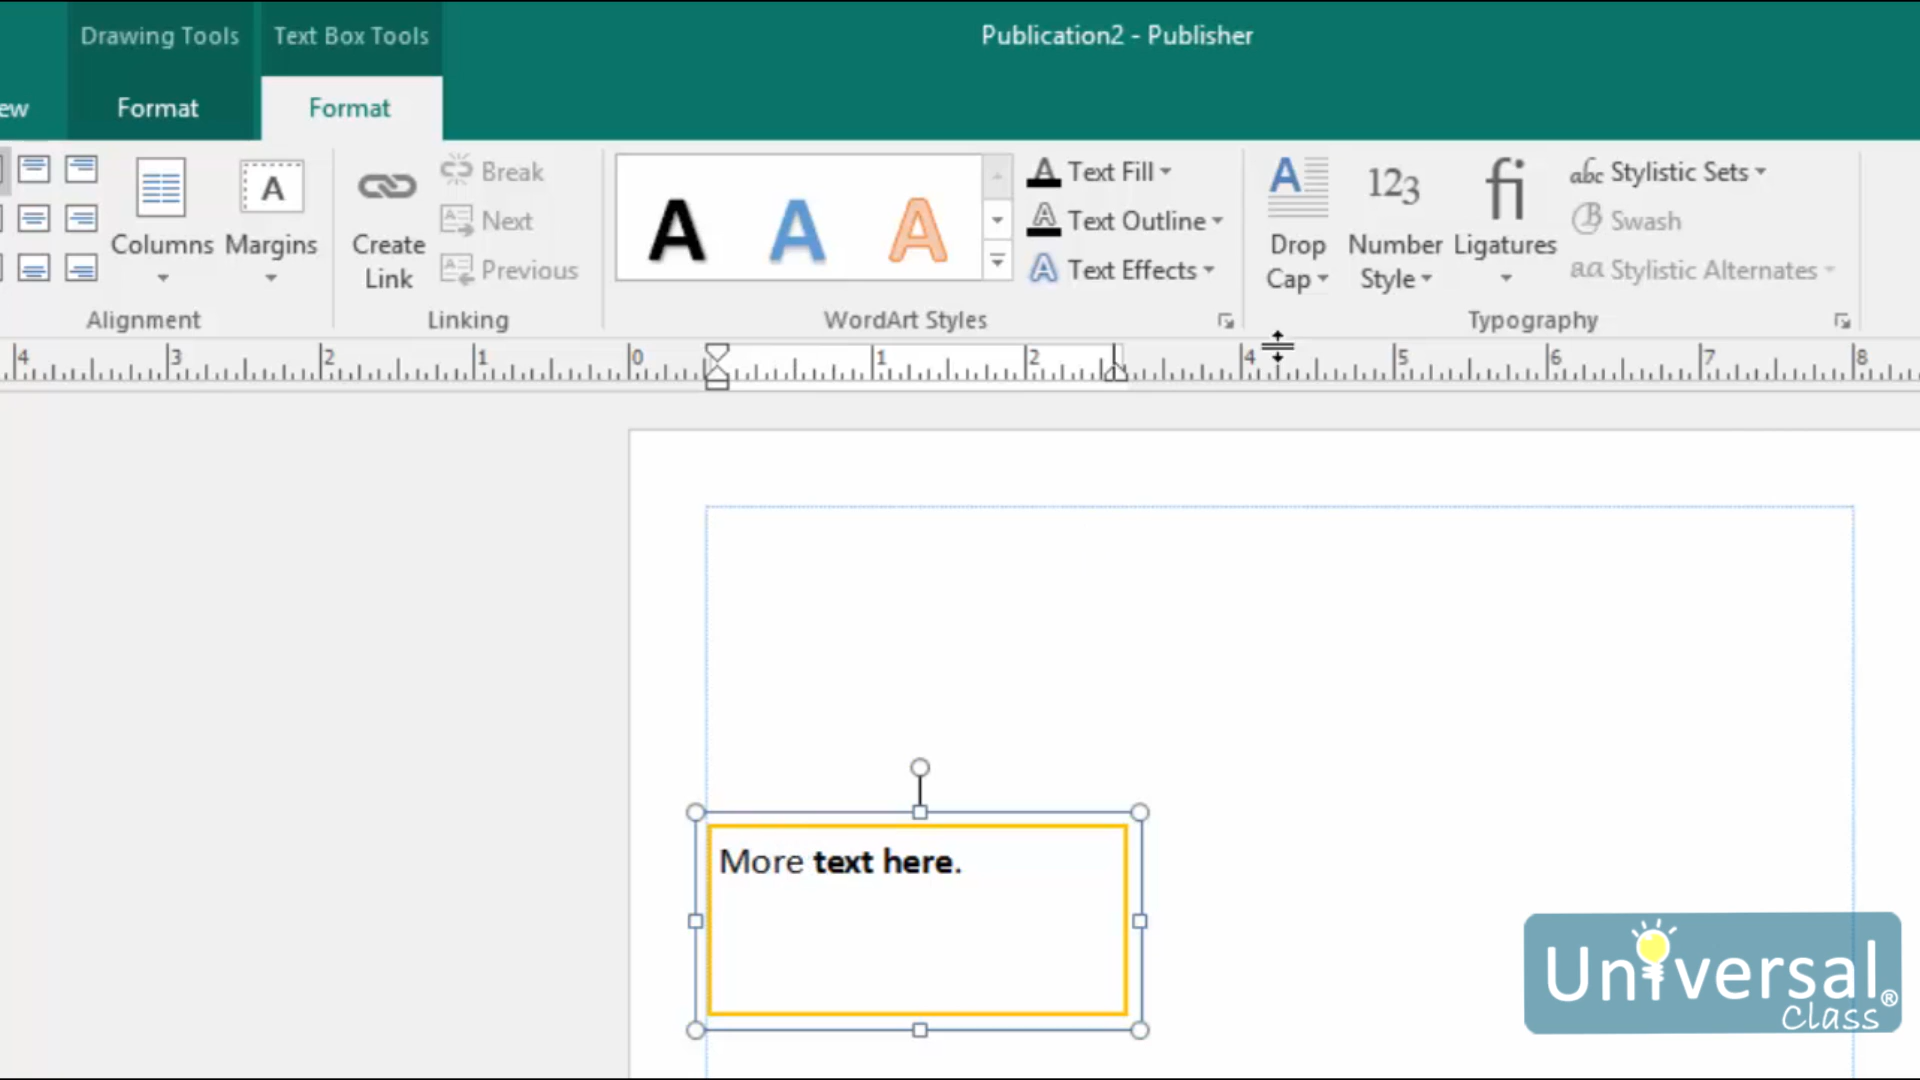 Drawing Tools Text Box Tools Publication2 - Publisher
ew Format Format
Columns Margins
Create Link
Break
Next
Previous
A A A
Text Fill
Text Outline
Text Effects
Drop Cap
123
Number Style
fi
Ligatures
abc Stylistic Sets
Swash
aa Stylistic Alternates
Alignment Linking WordArt Styles Typography
4 3 2 1 0 1 2 4 5 6 7 8
More text here.
Universal®
Class